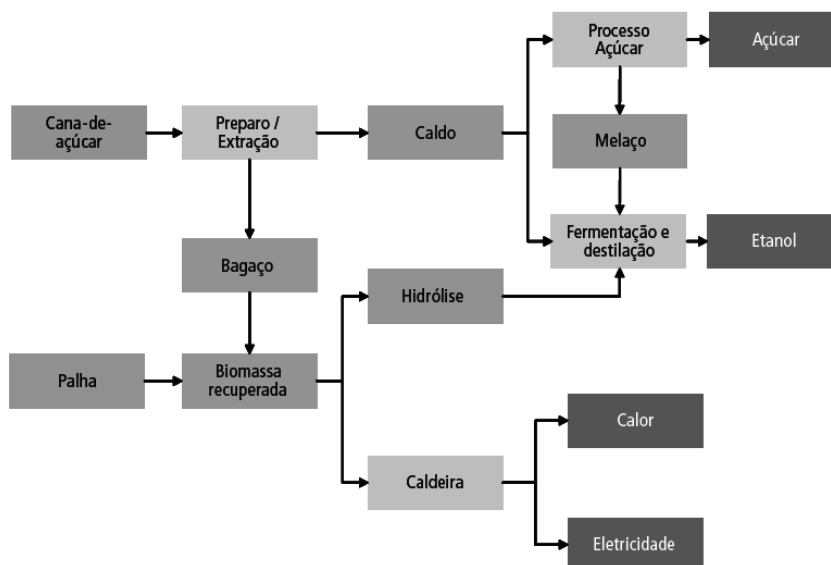 Processo
Açúcar
Açúcar
Cana-de-
açúcar
Preparo /
Extração
Caldo
Melaço
Fermentação e
destilação
Etanol
Bagaço
Hidrólise
Palha
Biomassa
recuperada
Calor
Caldeira
Eletricidade